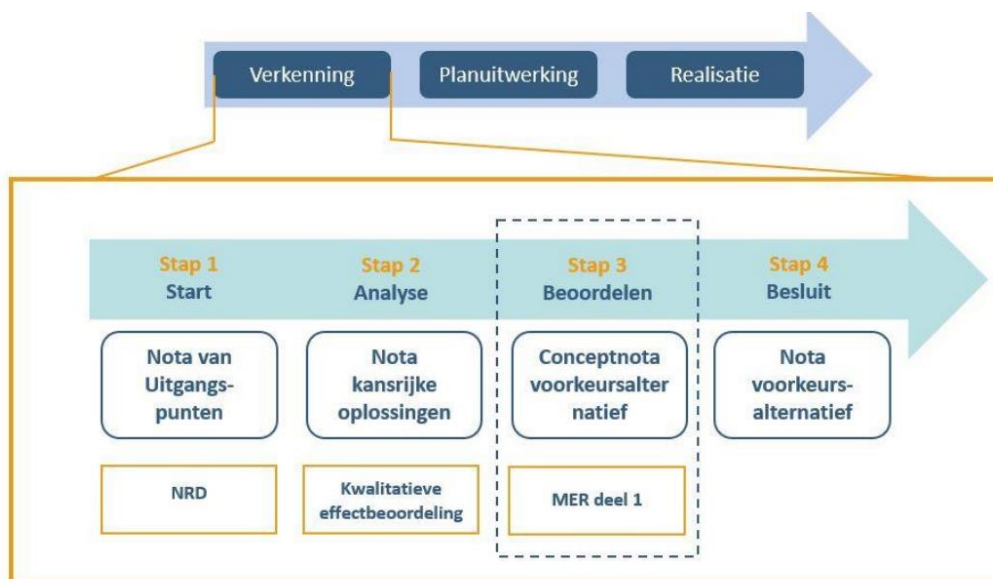 Verkenning
Planuitwerking
Realisatie
Stap 1
Start
Stap 2
Analyse
Stap 3
Beoordelen
Stap 4
Besluit
Nota van
Uitgangs-
punten
Nota
kansrijke
oplossingen
Conceptnota
voorkeursalter
natief
Nota
voorkeurs-
alternatief
NRD
Kwalitatieve
effectbeoordeling
MER deel 1